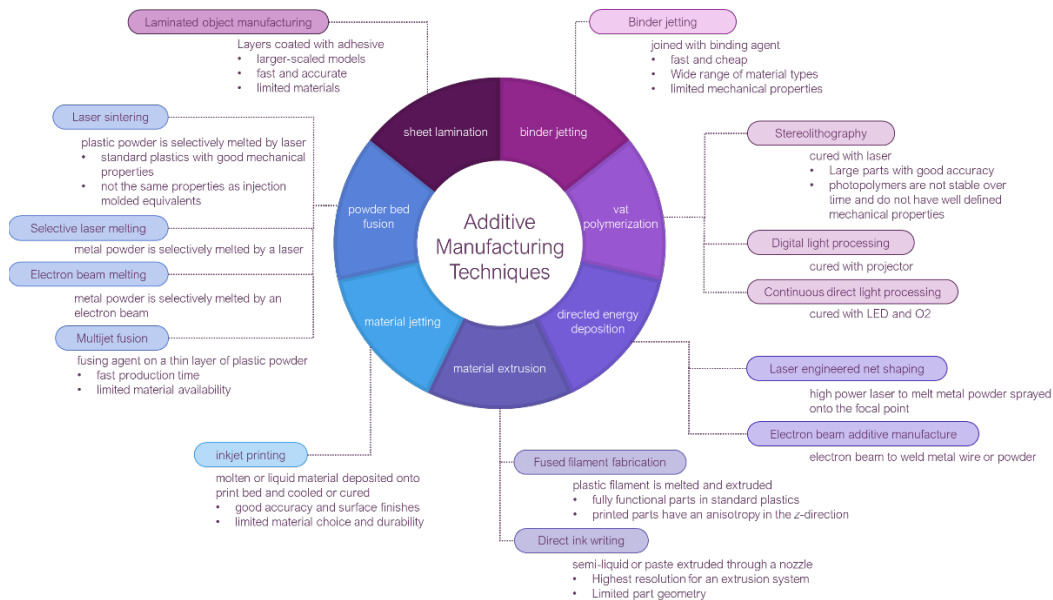 Laminated object manufacturing
Layers coated with adhesive
• larger-scaled models
• fast and accurate
• limited materials
Binder jetting
joined with binding agent
• fast and cheap
• Wide range of material types
• limited mechanical properties
Laser sintering
plastic powder is selectively melted by laser
• standard plastics with good mechanical
properties
• not the same properties as injection
molded equivalents
Selective laser melting
metal powder is selectively melted by a laser
Electron beam melting
metal powder is selectively melted by an
electron beam
Multijet fusion
fusing agent on a thin layer of plastic powder
• fast production time
• limited material availability
sheet lamination
binder jetting
powder bed
fusion
vat
polymerization
Additive
Manufacturing
Techniques
material jetting
directed energy
deposition
material extrusion
Stereolithography
cured with laser
• Large parts with good accuracy
• photopolymers are not stable over
time and do not have well defined
mechanical properties
Digital light processing
cured with projector
Continuous direct light processing
cured with LED and O2
Laser engineered net shaping
high power laser to melt metal powder sprayed
onto the focal point
Electron beam additive manufacture
electron beam to weld metal wire or powder
inkjet printing
molten or liquid material deposited onto
print bed and cooled or cured
• good accuracy and surface finishes
• limited material choice and durability
Fused filament fabrication
plastic filament is melted and extruded
• fully functional parts in standard plastics
• printed parts have an anisotropy in the z-direction
Direct ink writing
semi-liquid or paste extruded through a nozzle
• Highest resolution for an extrusion system
• Limited part geometry